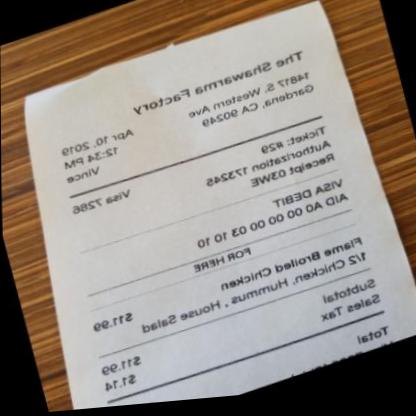 The Shawarma Factory
14817 S. Western Ave
Gardena, CA 90249
Apr 10, 2019
12:34 PM
Vince
Ticket: #29
Visa 7286
Authorization 173245
Receipt 03WE
VISA DEBIT
AID A0 00 00 00 03 10 10
FOR HERE
Flame Broiled Chicken $11.99
1/2 Chicken, Hummus , House Salad
Subtotal $11.99
Sales Tax $1.14
Total